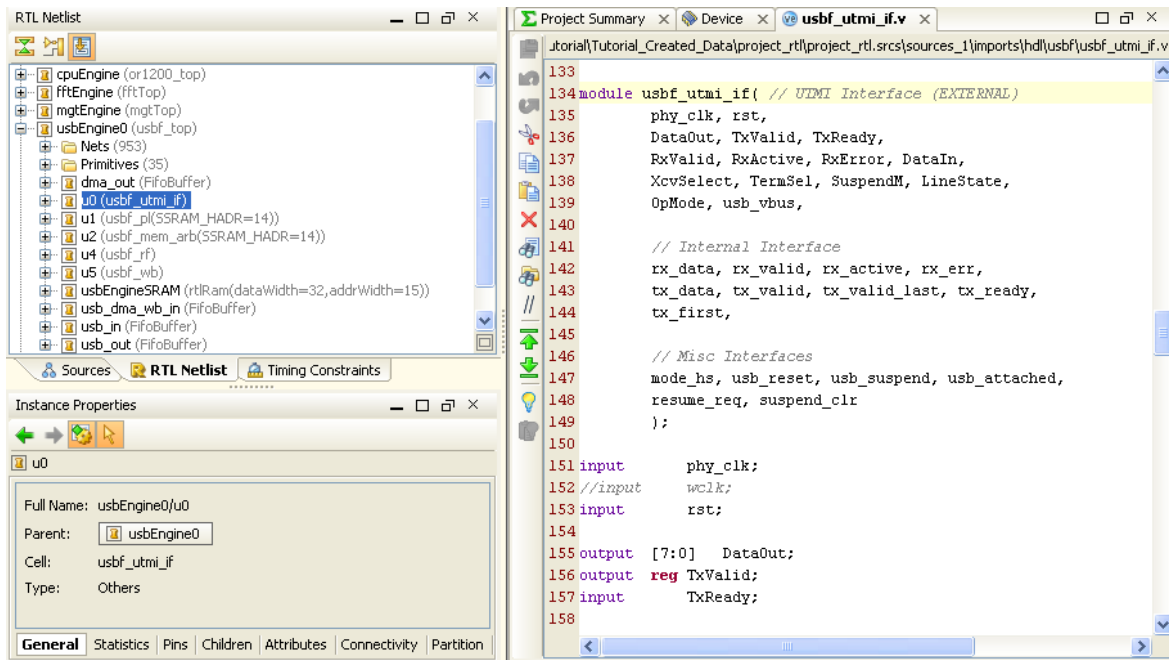 RTL Netlist
cpuEngine (or1200_top)
fftEngine (fftTop)
mgtEngine (mgtTop)
usbEngine0 (usbf_top)
Nets (953)
Primitives (35)
dma_out (FifoBuffer)
u0 (usbf_utmi_if)
u1 (usbf_pl(SSRAM_HADR=14))
u2 (usbf_mem_arb(SSRAM_HADR=14))
u4 (usbf_rf)
u5 (usbf_wb)
usbEngineSRAM (rtlRam(dataWidth=32,addrWidth=15))
usb_dma_wb_in (FifoBuffer)
usb_in (FifoBuffer)
usb_out (FifoBuffer)
Sources RTL Netlist Timing Constraints
Instance Properties
u0
Full Name: usbEngine0/u0
Parent: usbEngine0
Cell: usbf_utmi_if
Type: Others
General Statistics Pins Children Attributes Connectivity Partition
Project Summary Device usbf_utmi_if.v
utorial\Tutorial_Created_Data\project_rtl\project_rtl.srcs\sources_1\imports\hdl\usbf\usbf_utmi_if.v
133
134 module usbf_utmi_if( // UTMI Interface (EXTERNAL)
135 phy_clk, rst,
136 DataOut, TxValid, TxReady,
137 RxValid, RxActive, RxError, DataIn,
138 XcvSelect, TermSel, SuspendM, LineState,
139 OpMode, usb_vbus,
140
141 // Internal Interface
142 rx_data, rx_valid, rx_active, rx_err,
143 tx_data, tx_valid, tx_valid_last, tx_ready,
144 tx_first,
145
146 // Misc Interfaces
147 mode_hs, usb_reset, usb_suspend, usb_attached,
148 resume_req, suspend_clr
149 );
150
151 input phy_clk;
152 //input wclk;
153 input rst;
154
155 output [7:0] DataOut;
156 output reg TxValid;
157 input TxReady;
158